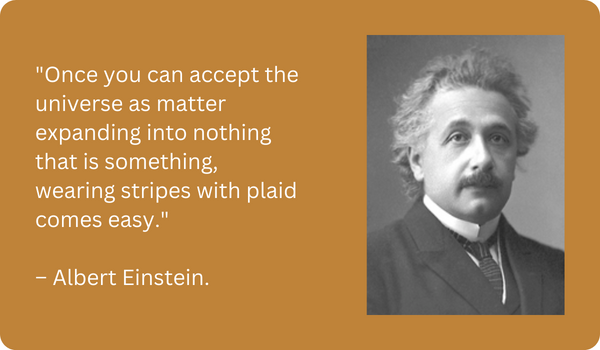 "Once you can accept the
universe as matter
expanding into nothing
that is something,
wearing stripes with plaid
comes easy."
– Albert Einstein.